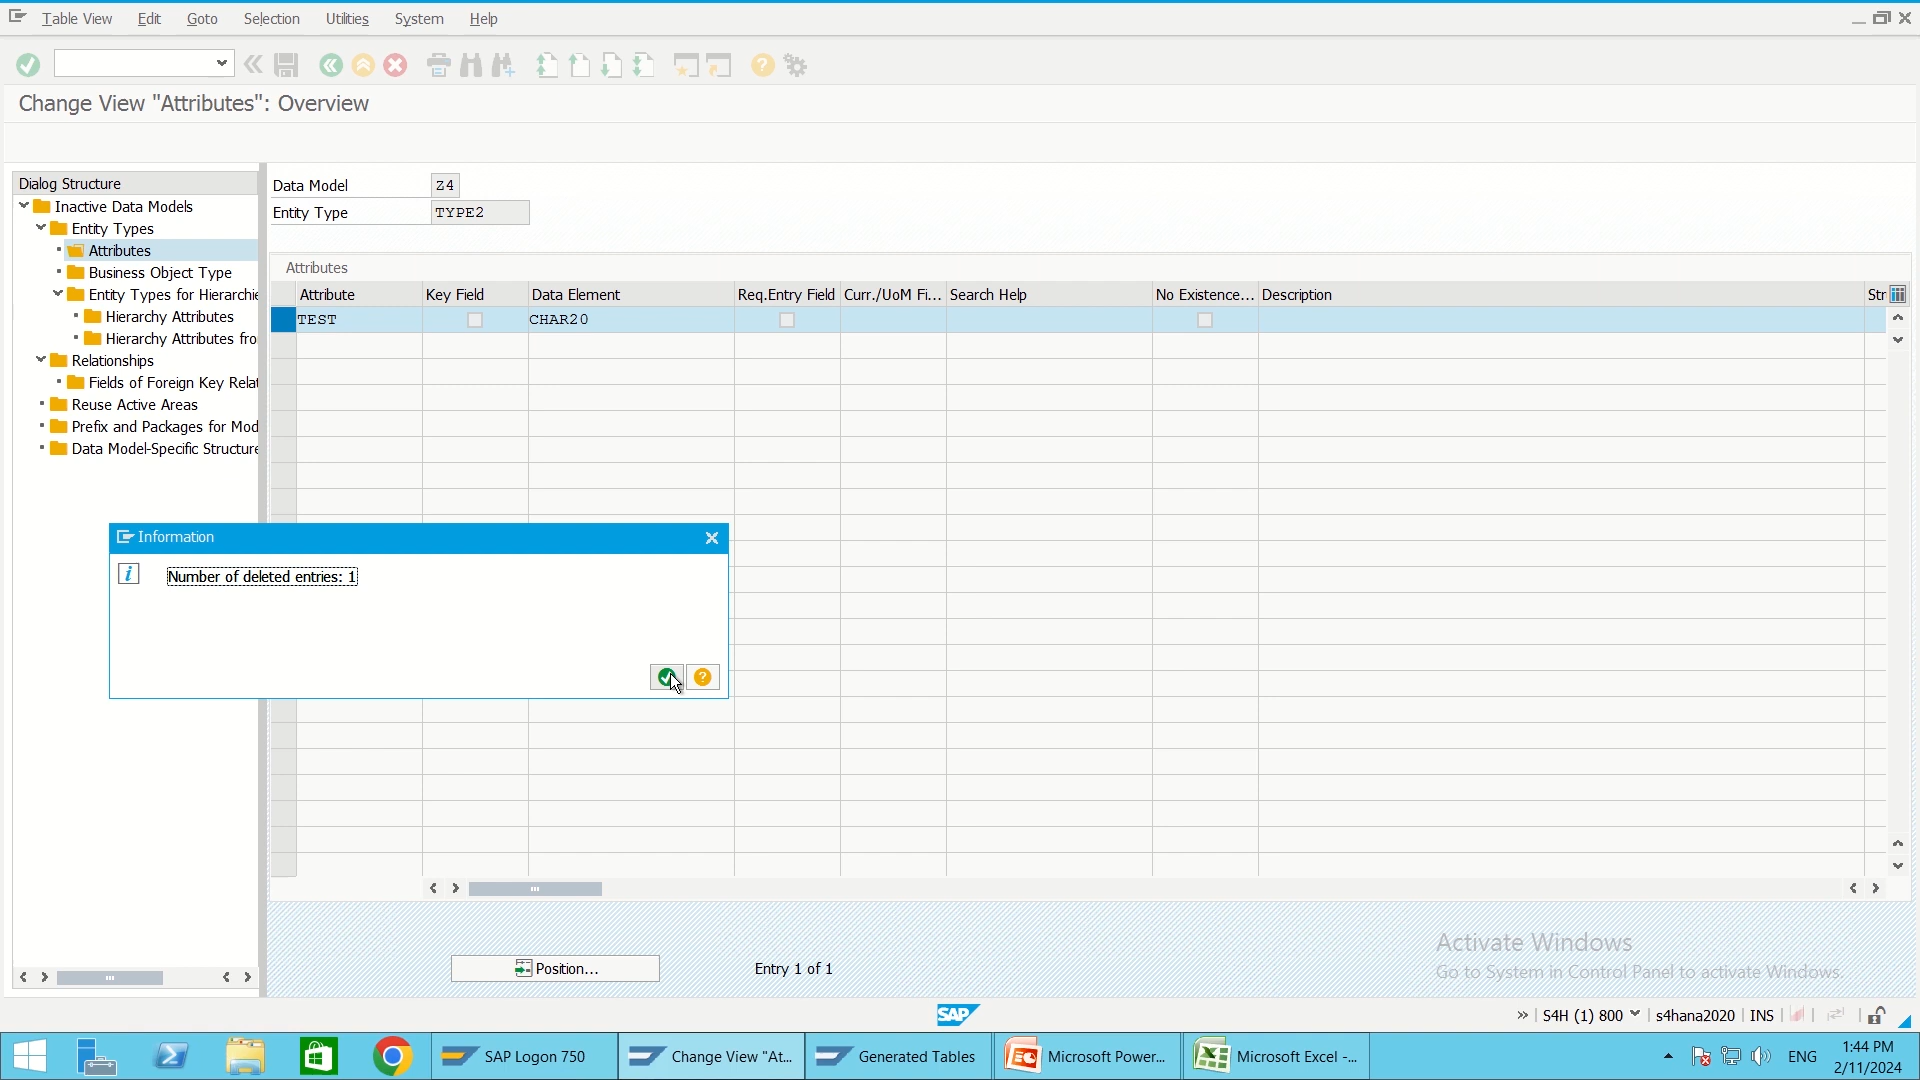 Table View Edit Goto Selection Utilities System Help
Change View "Attributes": Overview
Dialog Structure
Inactive Data Models
Entity Types
Attributes
Business Object Type
Entity Types for Hierarchie
Hierarchy Attributes
Hierarchy Attributes fro
Relationships
Fields of Foreign Key Relat
Reuse Active Areas
Prefix and Packages for Mod
Data Model-Specific Structure
Data Model Z4
Entity Type TYPE2
Attributes
Attribute Key Field Data Element Req.Entry Field Curr./UoM Fi... Search Help No Existence... Description Str
TEST CHAR20
Information
Number of deleted entries: 1
Position... Entry 1 of 1
Activate Windows
Go to System in Control Panel to activate Windows.
SAP
S4H (1) 800 s4hana2020 INS
SAP Logon 750 Change View "At... Generated Tables Microsoft Power... Microsoft Excel -... ENG
1:44 PM
2/11/2024